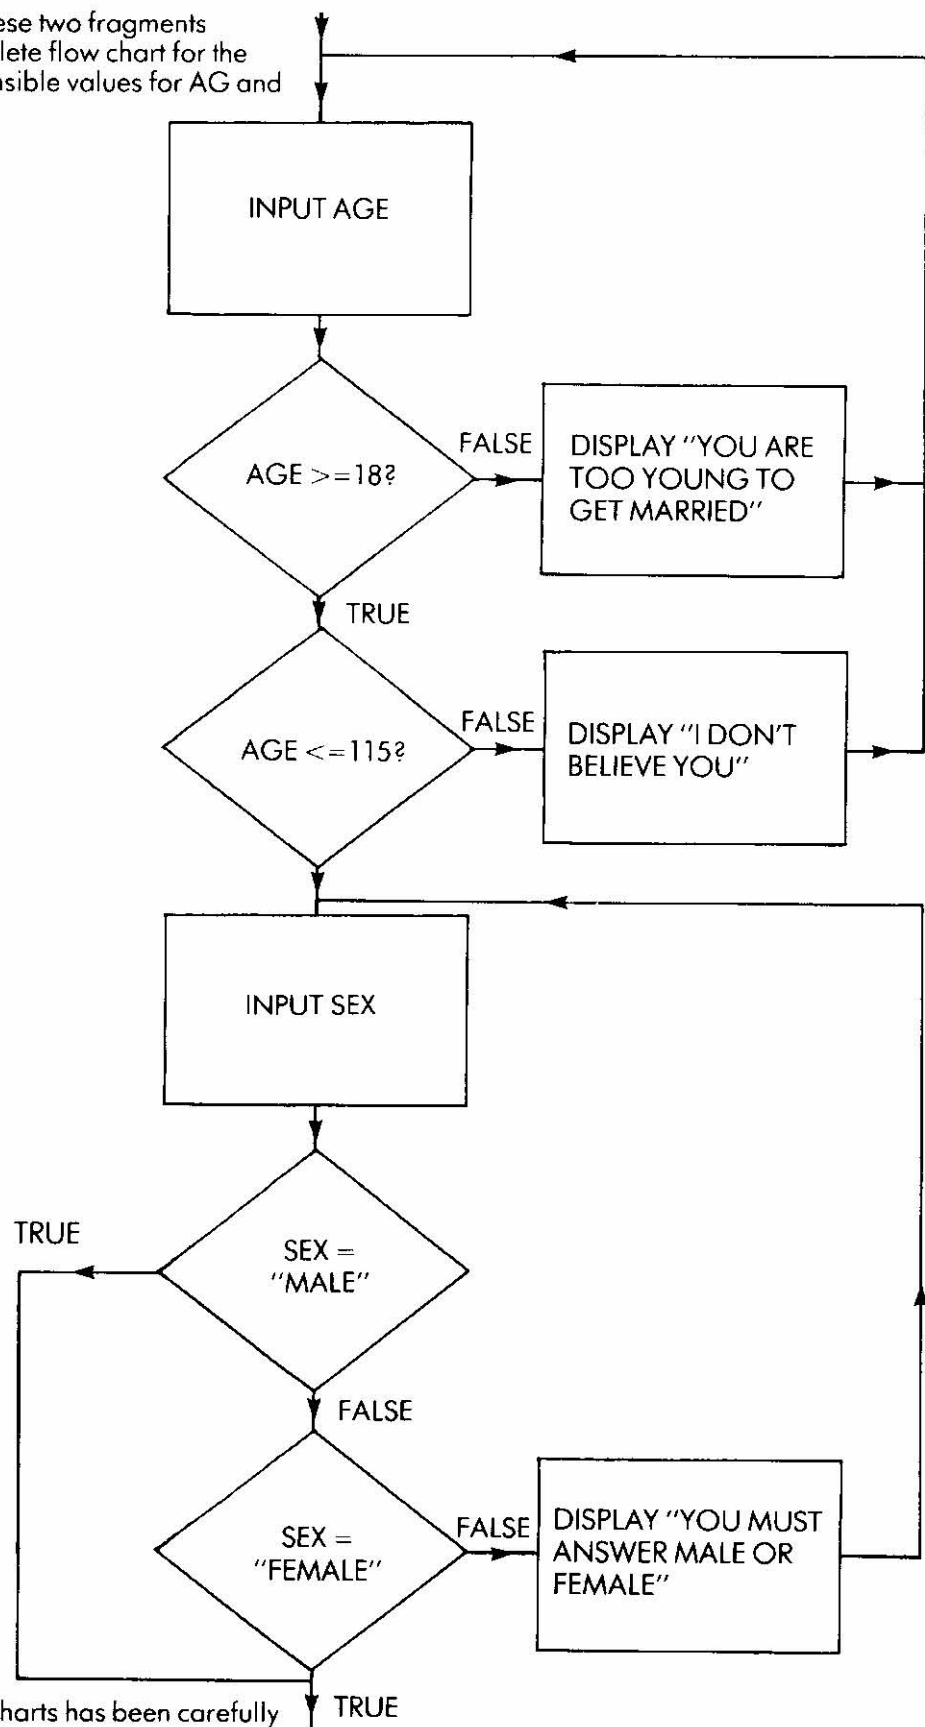 ese two fragments
lete flow chart for the
nsible values for AG and
INPUT AGE
AGE >=18?
FALSE
DISPLAY "YOU ARE
TOO YOUNG TO
GET MARRIED"
TRUE
AGE <=115?
FALSE
DISPLAY "I DON'T
BELIEVE YOU"
INPUT SEX
TRUE
SEX =
"MALE"
FALSE
SEX =
"FEMALE"
FALSE
DISPLAY "YOU MUST
ANSWER MALE OR
FEMALE"
TRUE
harts has been carefully